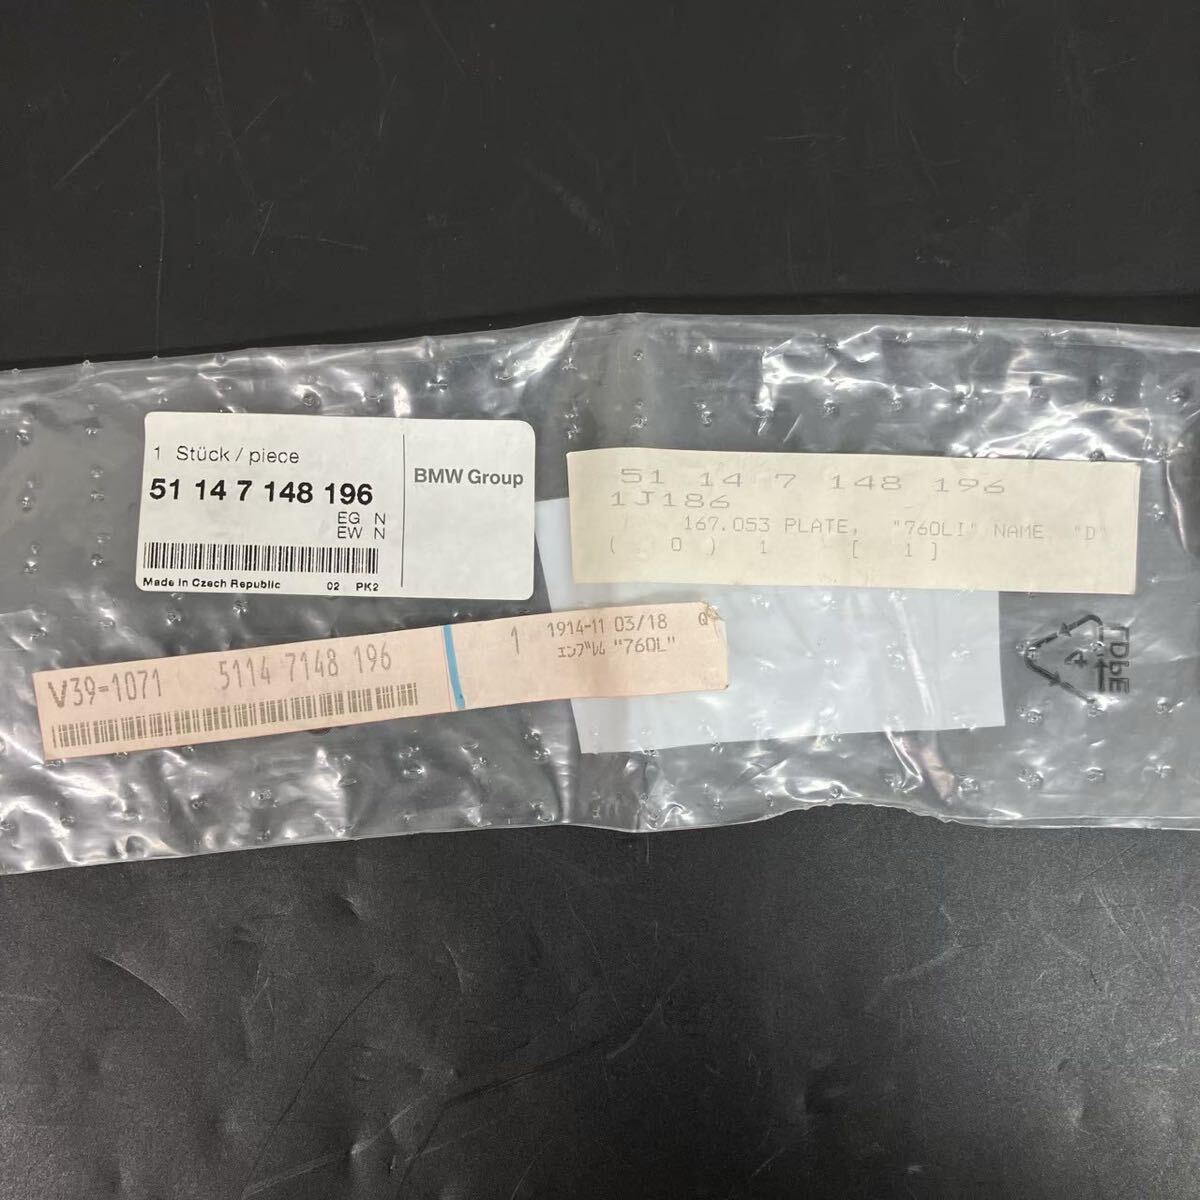 1 Stück / piece
51 14 7 148 196
EG N
EW N
Made in Czech Republic 02 PK2
BMW Group
51 14 7 148 196
1J186
167.053 PLATE, "760LI" NAME "D"
( 0 ) 1 [ 1 ]
V39-1071 5114 7148 196 1
1914-11 03/18
ｴﾝﾌﾞﾚﾑ "760L"
4
LDPE